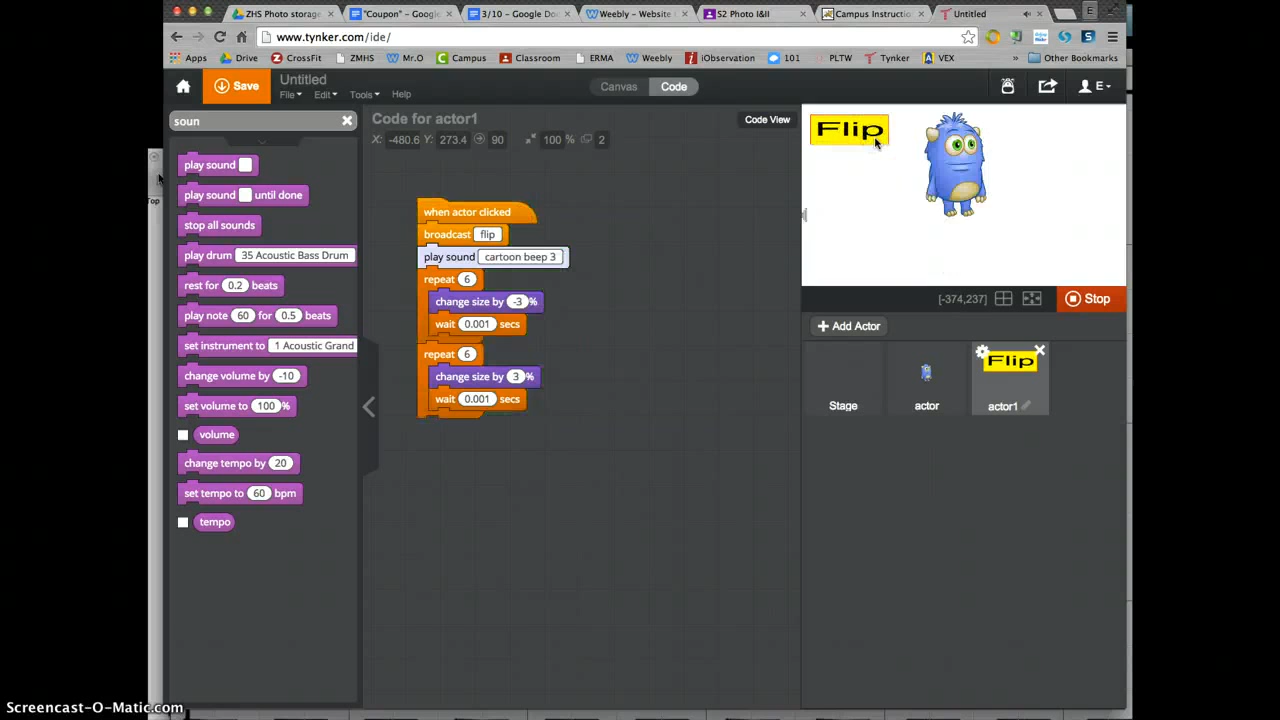 ZHS Photo storage
"Coupon" – Google
3/10 - Google Doc
Weebly - Website
S2 Photo I&II
Campus Instruction
Untitled
E
www.tynker.com/ide/
Apps
Drive
CrossFit
ZMHS
Mr.O
Campus
Classroom
ERMA
Weebly
iObservation
101
PLTW
Tynker
VEX
»
Other Bookmarks
Save
Untitled
File
Edit
Tools
Help
Canvas
Code
E
soun
Code for actor1
Code View
X: -480.6 Y: 273.4 90 100 % 2
play sound
play sound until done
stop all sounds
play drum 35 Acoustic Bass Drum
rest for 0.2 beats
play note 60 for 0.5 beats
set instrument to 1 Acoustic Grand
change volume by -10
set volume to 100 %
volume
change tempo by 20
set tempo to 60 bpm
tempo
when actor clicked
broadcast flip
play sound cartoon beep 3
repeat 6
change size by -3 %
wait 0.001 secs
repeat 6
change size by 3 %
wait 0.001 secs
Flip
[-374,237]
Stop
Add Actor
Flip
Stage
actor
actor1
Top
Screencast-O-Matic.com